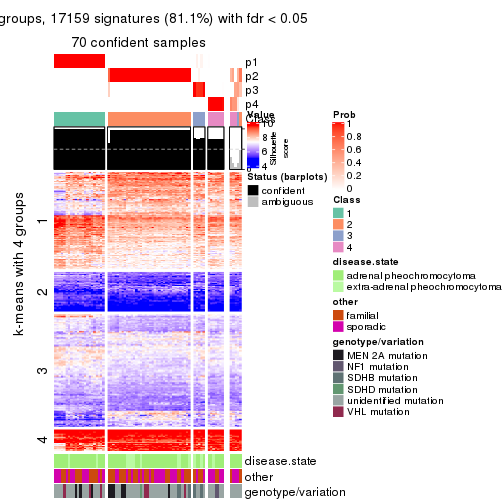 groups, 17159 signatures (81.1%) with fdr < 0.05
70 confident samples
p1
p2
p3
p4
Class
Value
10
8
6
4
Silhouette
score
Status (barplots)
confident
ambiguous
Prob
1
0.8
0.6
0.4
0.2
0
Class
1
2
3
4
disease.state
adrenal pheochromocytoma
extra-adrenal pheochromocytoma
other
familial
sporadic
genotype/variation
MEN 2A mutation
NF1 mutation
SDHB mutation
SDHD mutation
unidentified mutation
VHL mutation
k-means with 4 groups
1
2
3
4
disease.state
other
genotype/variation